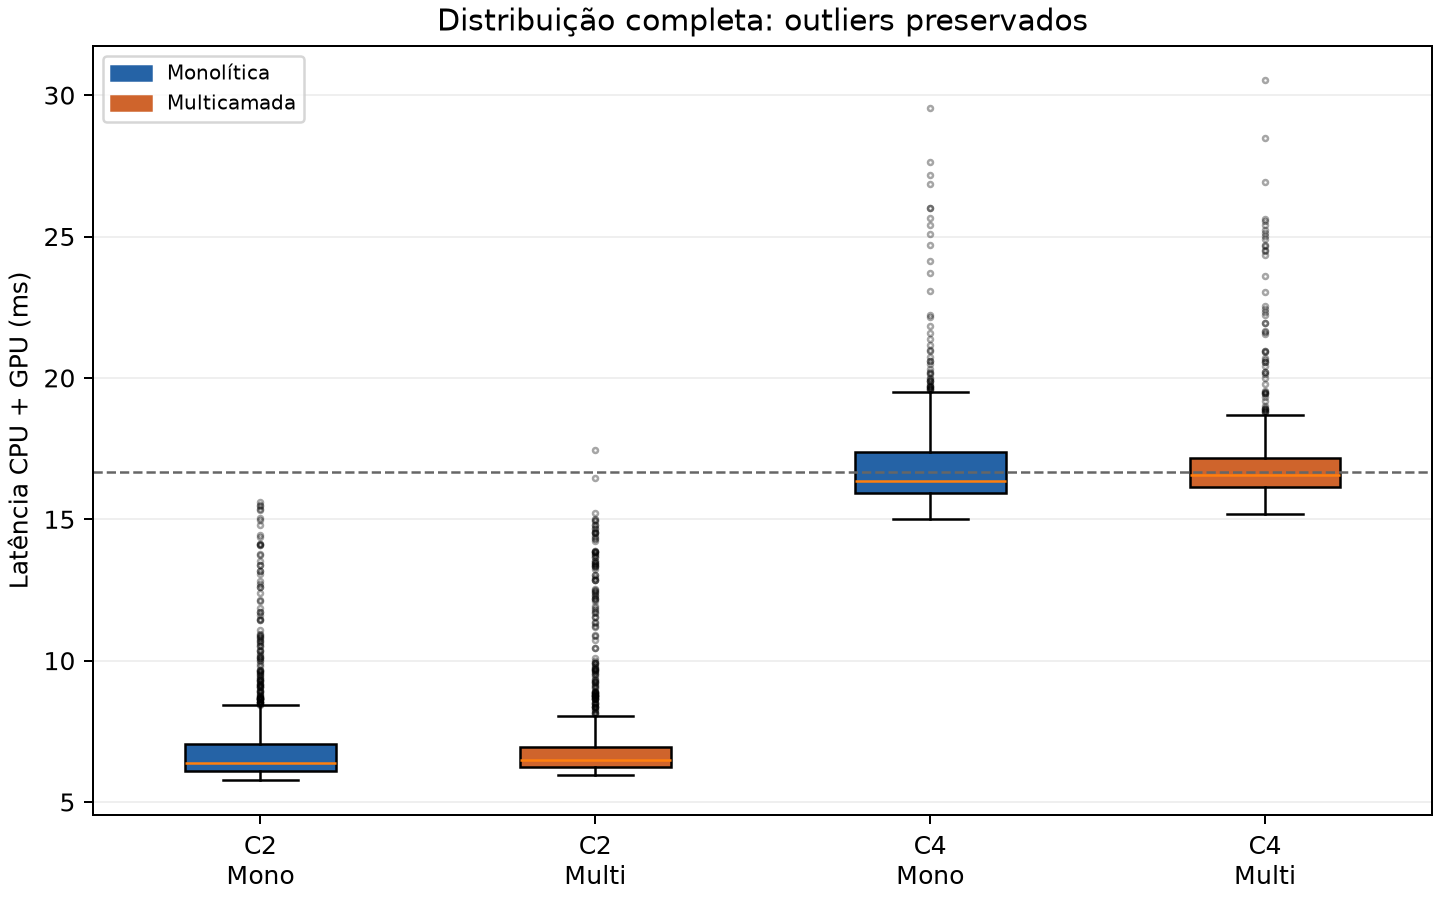 Distribuição completa: outliers preservados
Monolítica
Multicamada
Latência CPU + GPU (ms)
30
25
20
15
10
5
C2
Mono
C2
Multi
C4
Mono
C4
Multi